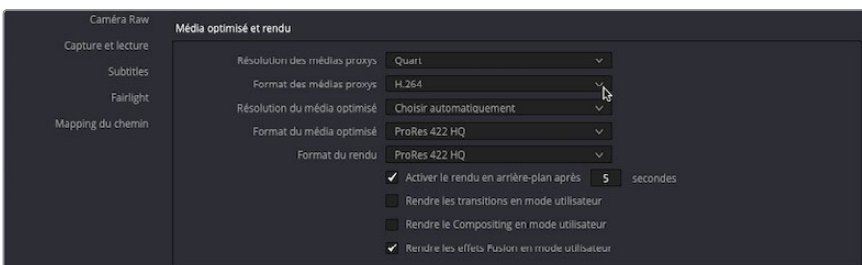 Caméra Raw
Capture et lecture
Subtitles
Fairlight
Mapping du chemin
Média optimisé et rendu
Résolution des médias proxys Quart
Format des médias proxys H.264
Résolution du média optimisé Choisir automatiquement
Format du média optimisé ProRes 422 HQ
Format du rendu ProRes 422 HQ
Activer le rendu en arrière-plan après 5 secondes
Rendre les transitions en mode utilisateur
Rendre le Compositing en mode utilisateur
Rendre les effets Fusion en mode utilisateur